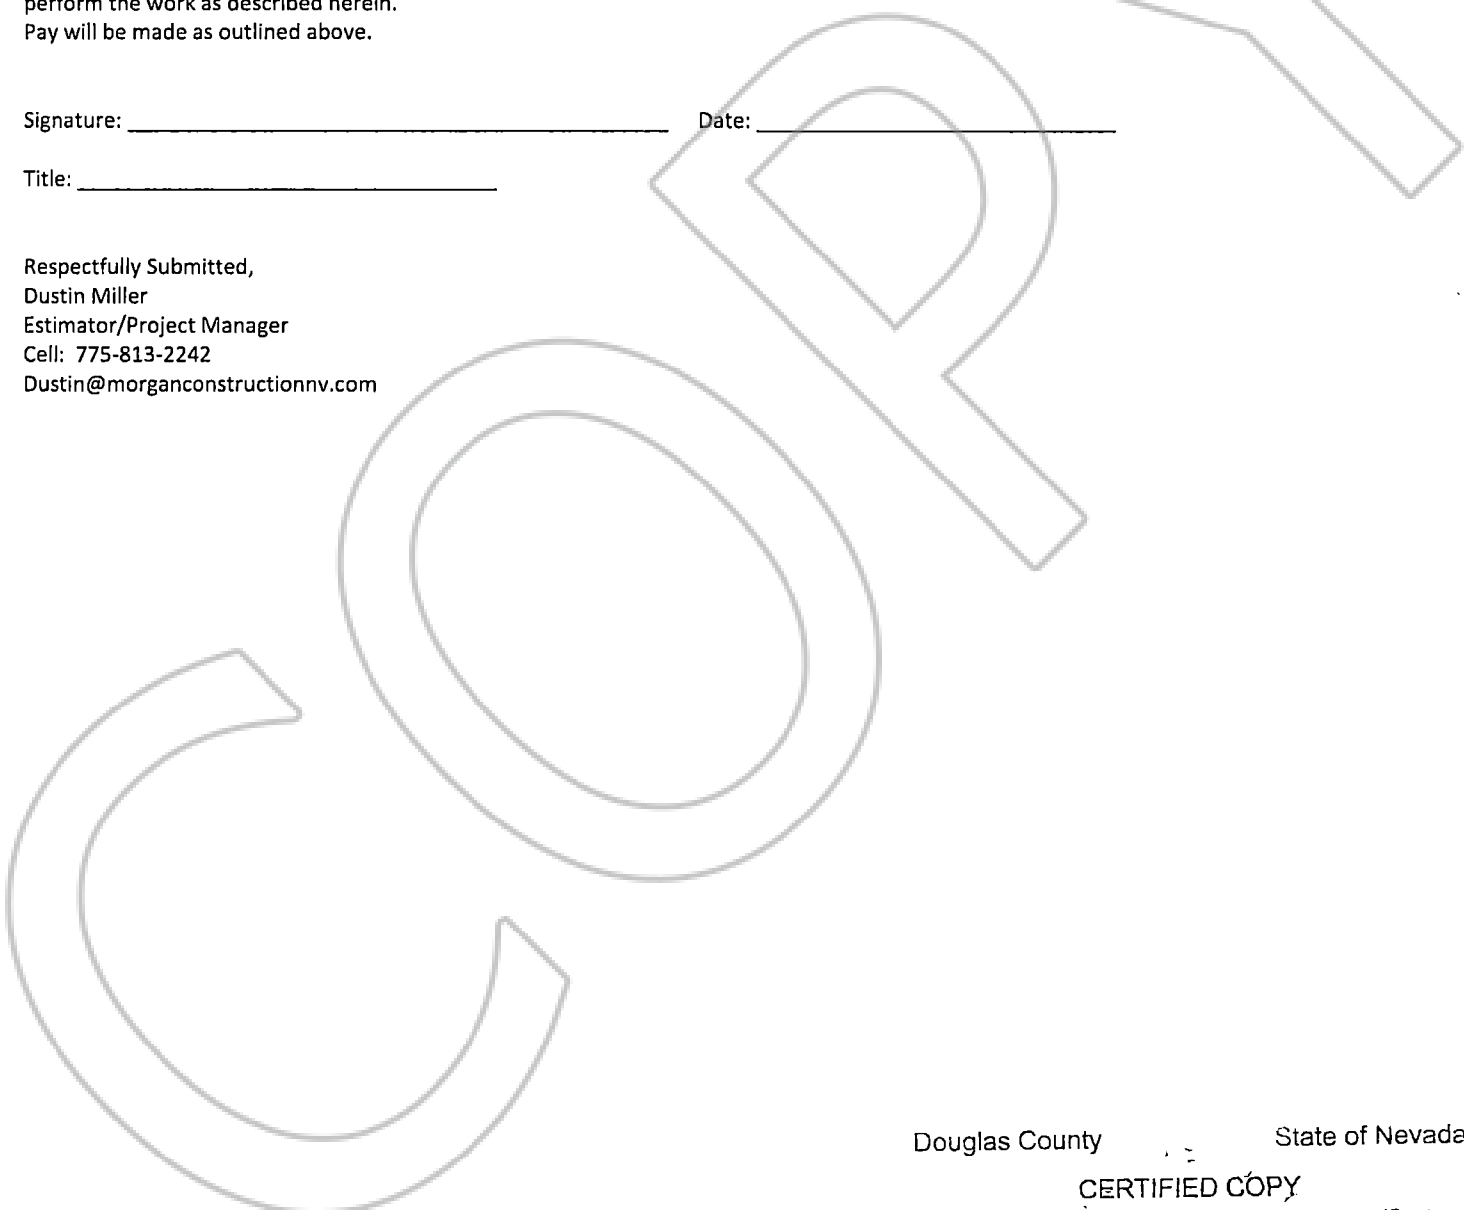 perform the work as described herein.
Pay will be made as outlined above.
Signature: Date:
Title:
Respectfully Submitted,
Dustin Miller
Estimator/Project Manager
Cell: 775-813-2242
Dustin@morganconstructionnv.com
COPY
Douglas County State of Nevada
CERTIFIED COPY